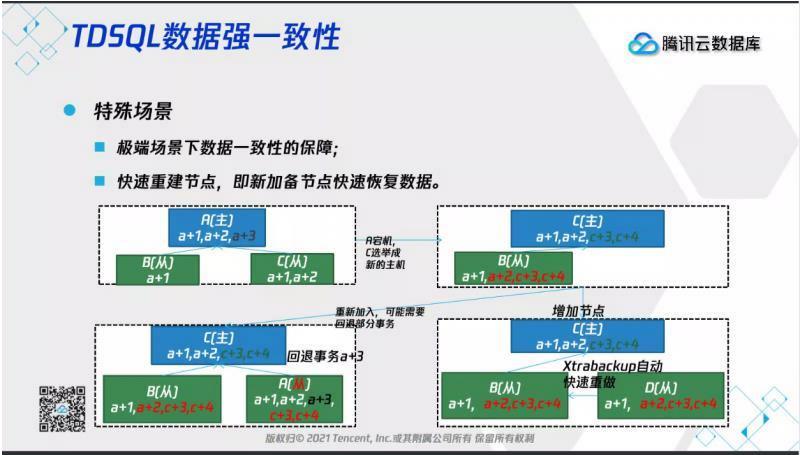 TDSQL数据强一致性
腾讯云数据库
特殊场景
极端场景下数据一致性的保障;
快速重建节点，即新加备节点快速恢复数据。
A(主)
a+1,a+2,a+3
B(从)
a+1
C(从)
a+1,a+2
A宕机,
C选举成
新的主机
C(主)
a+1,a+2,c+3,c+4
B(从)
a+1,a+2,c+3,c+4
重新加入，可能需要
回退部分事务
增加节点
C(主)
a+1,a+2,c+3,c+4
回退事务a+3
B(从)
a+1,a+2,c+3,c+4
A(从)
a+1,a+2,a+3,
c+3,c+4
C(主)
a+1,a+2,c+3,c+4
Xtrabackup自动
快速重做
B(从)
a+1, a+2,c+3,c+4
D(从)
a+1, a+2,c+3,c+4
版权归© 2021 Tencent, Inc.或其附属公司所有 保留所有权利